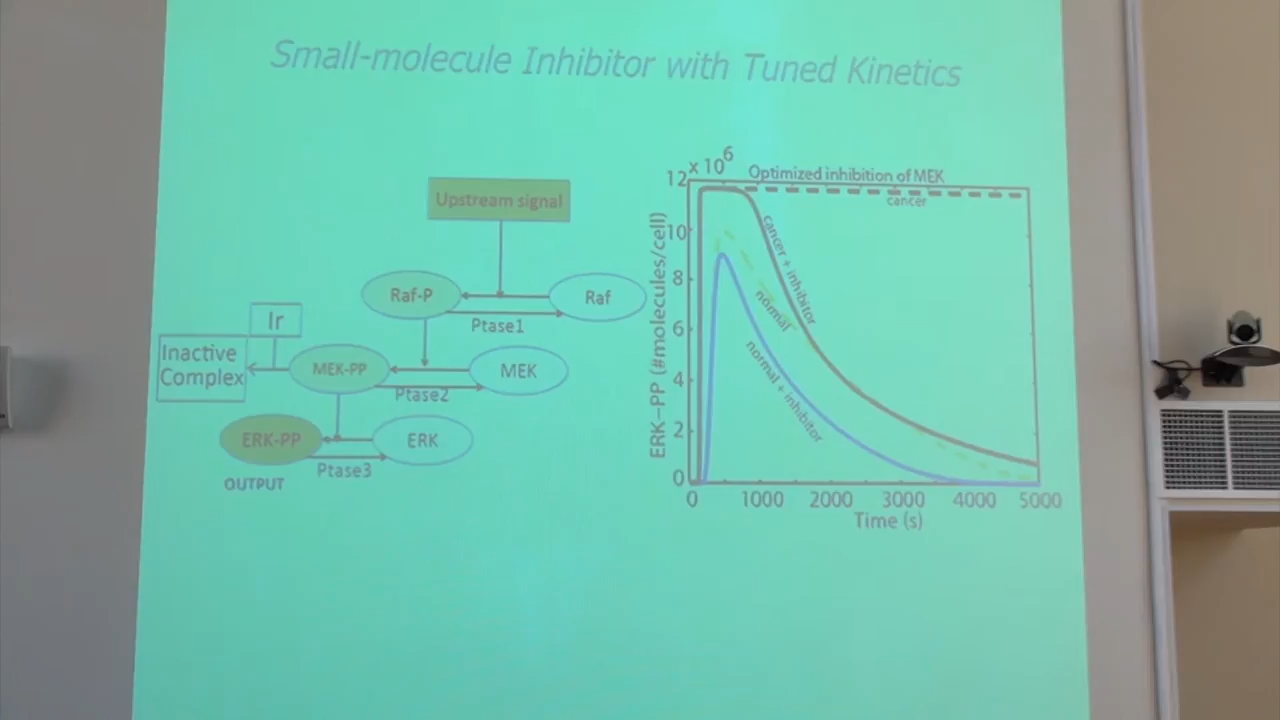 Small-molecule Inhibitor with Tuned Kinetics
Upstream signal
Raf-P
Raf
Ptase1
Ir
Inactive
Complex
MEK-PP
MEK
Ptase2
ERK-PP
ERK
Ptase3
OUTPUT
x 10^6
Optimized inhibition of MEK
cancer
cancer + inhibitor
normal
normal + inhibitor
ERK-PP (#molecules/cell)
12
10
8
6
4
2
0
0 1000 2000 3000 4000 5000
Time (s)